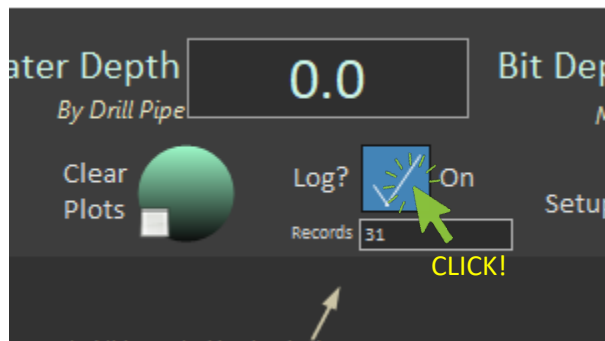 ater Depth
0.0
Bit Dep
By Drill Pipe
Clear
Plots
Log?
On
Setup
Records
31
CLICK!